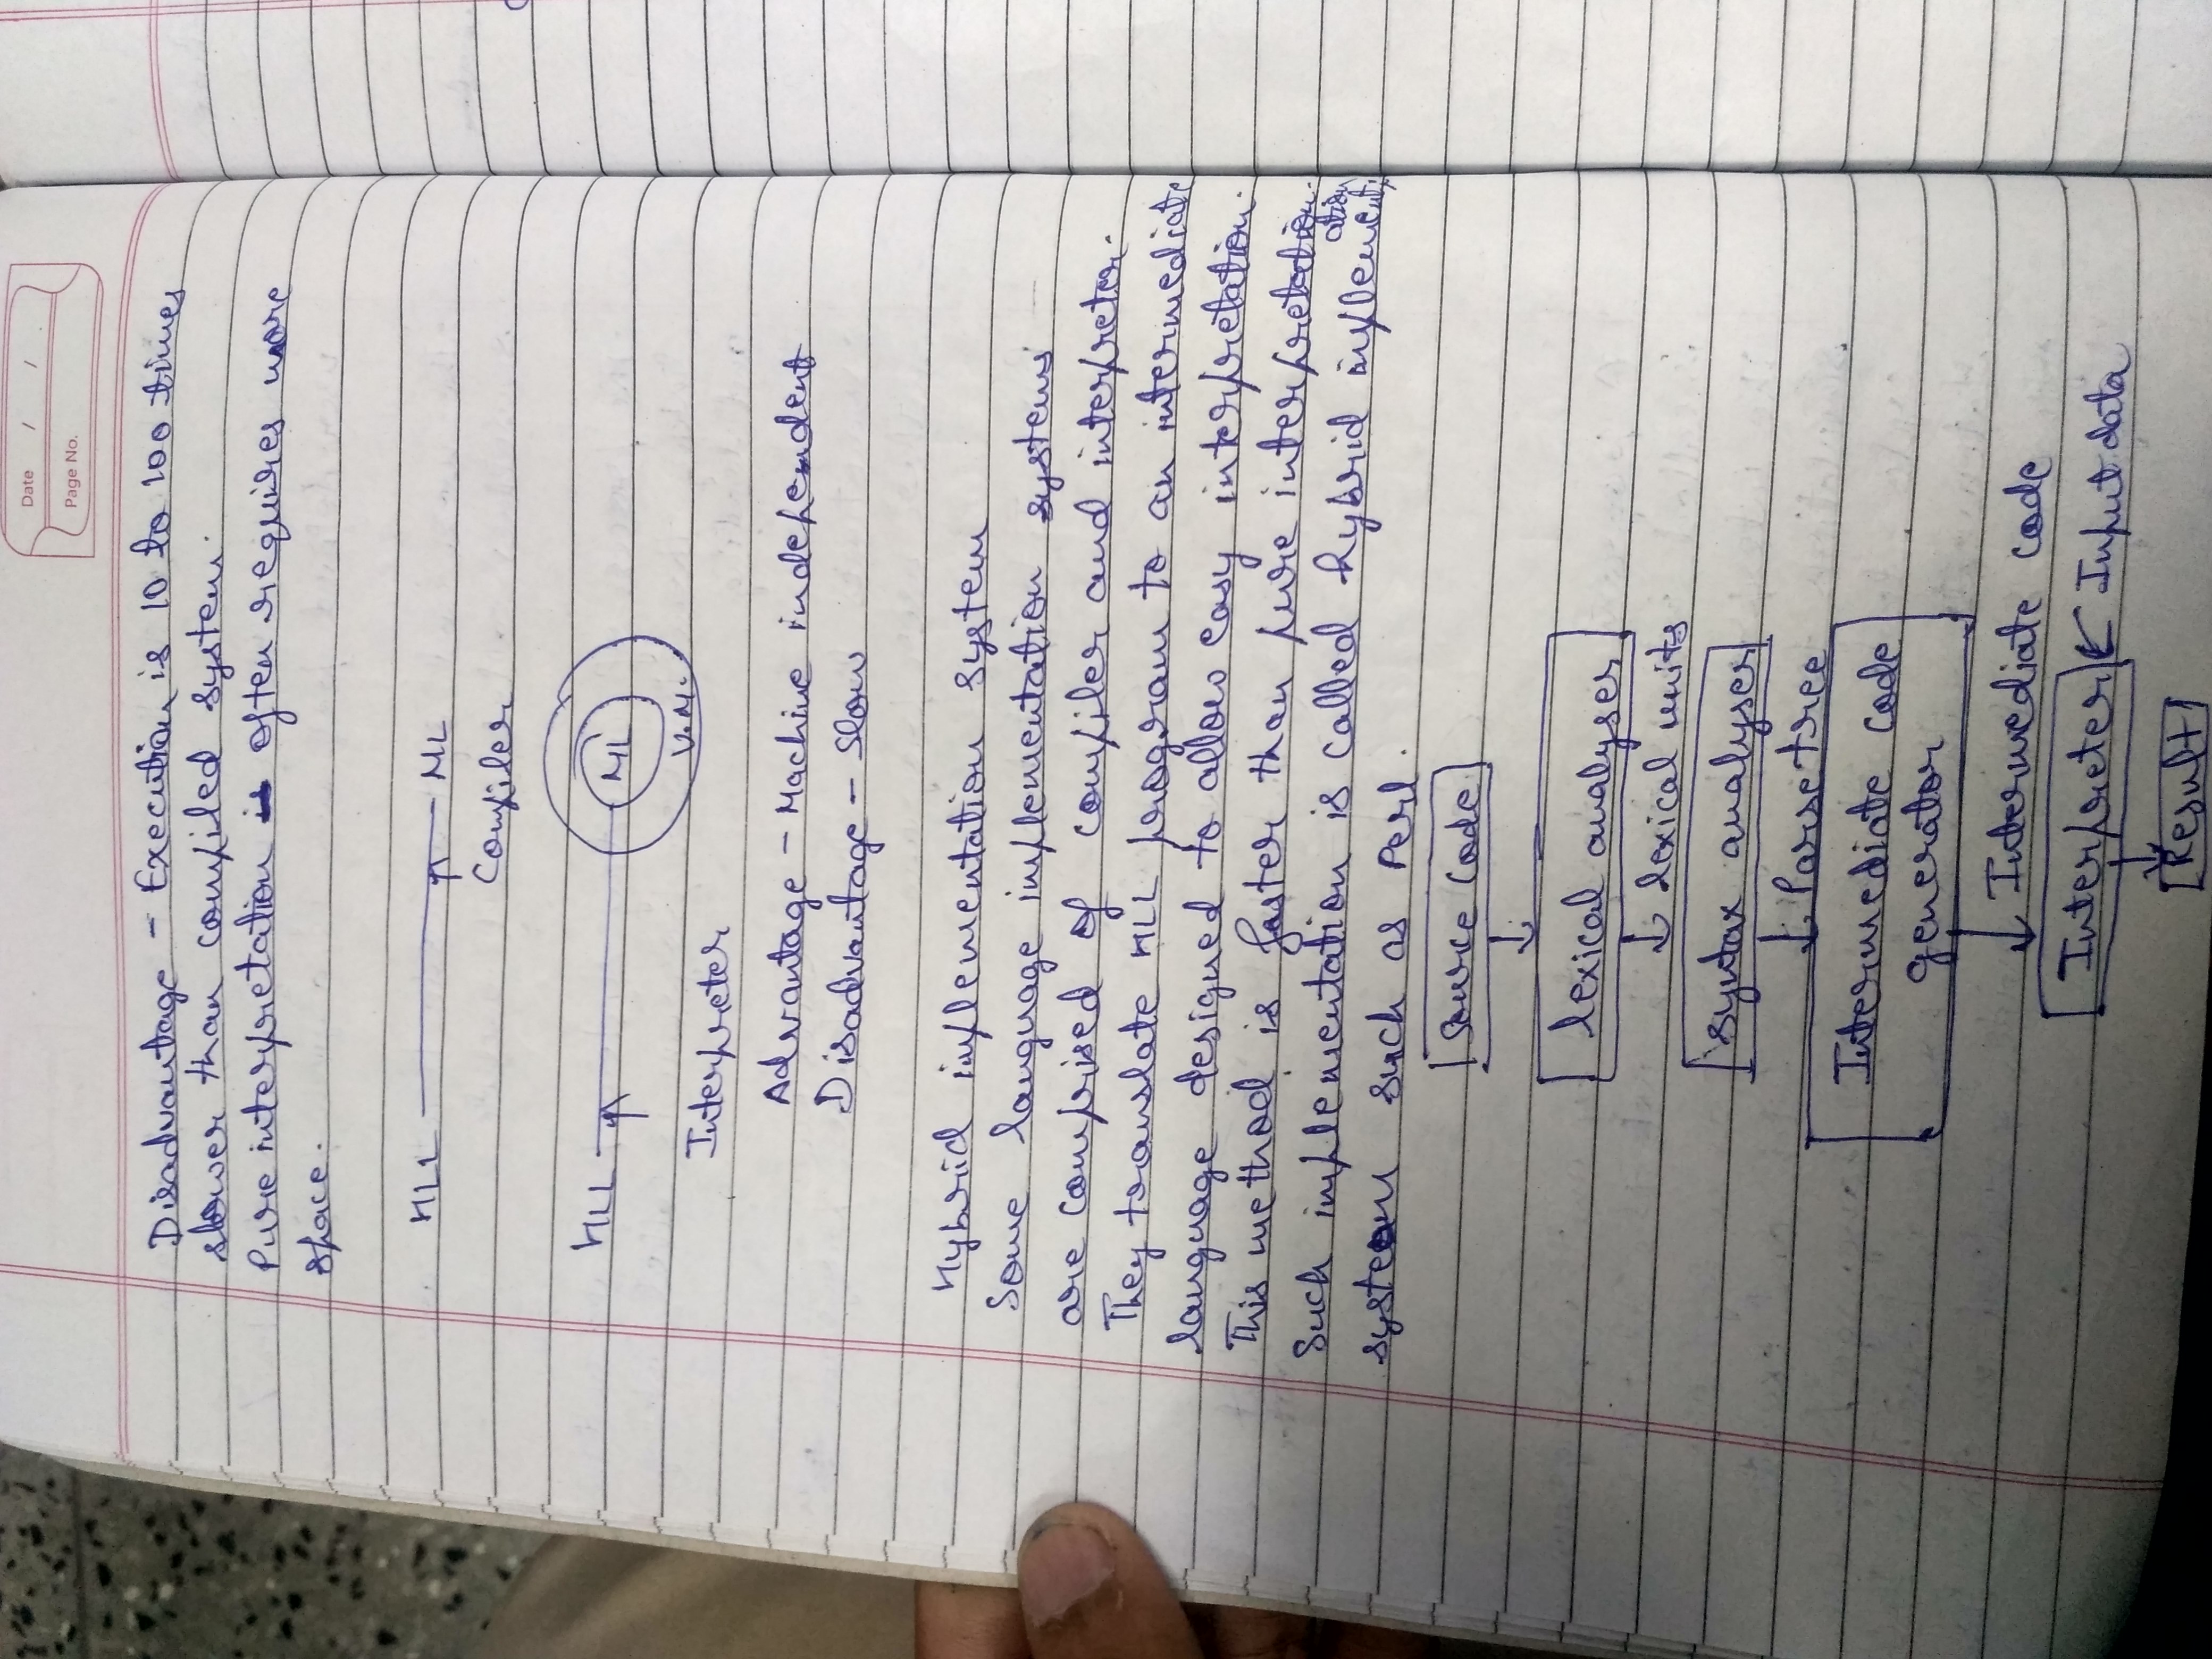 Date / /
Page No.
Disadvantage - Execution is 10 to 100 times
slower than compiled system.
Pure interpretation is often requires more
space.
HLL → ML
Compiler
HLL → ML
V.M.
Interpreter
Advantage - Machine independent
Disadvantage - Slow
Hybrid implementation system
Some language implementation systems
are comprised of compiler and interpreter.
They translate HLL program to an intermediate
language designed to allow easy interpretation.
This method is faster than pure interpretation.
Such implementation is called hybrid implementation
system such as Perl.
Source Code
↓
lexical analyser
↓ lexical units
Syntax analyser
↓ Parse tree
Intermediate code
generator
↓ Intermediate code
Interpreter ← Input data
↓
Result